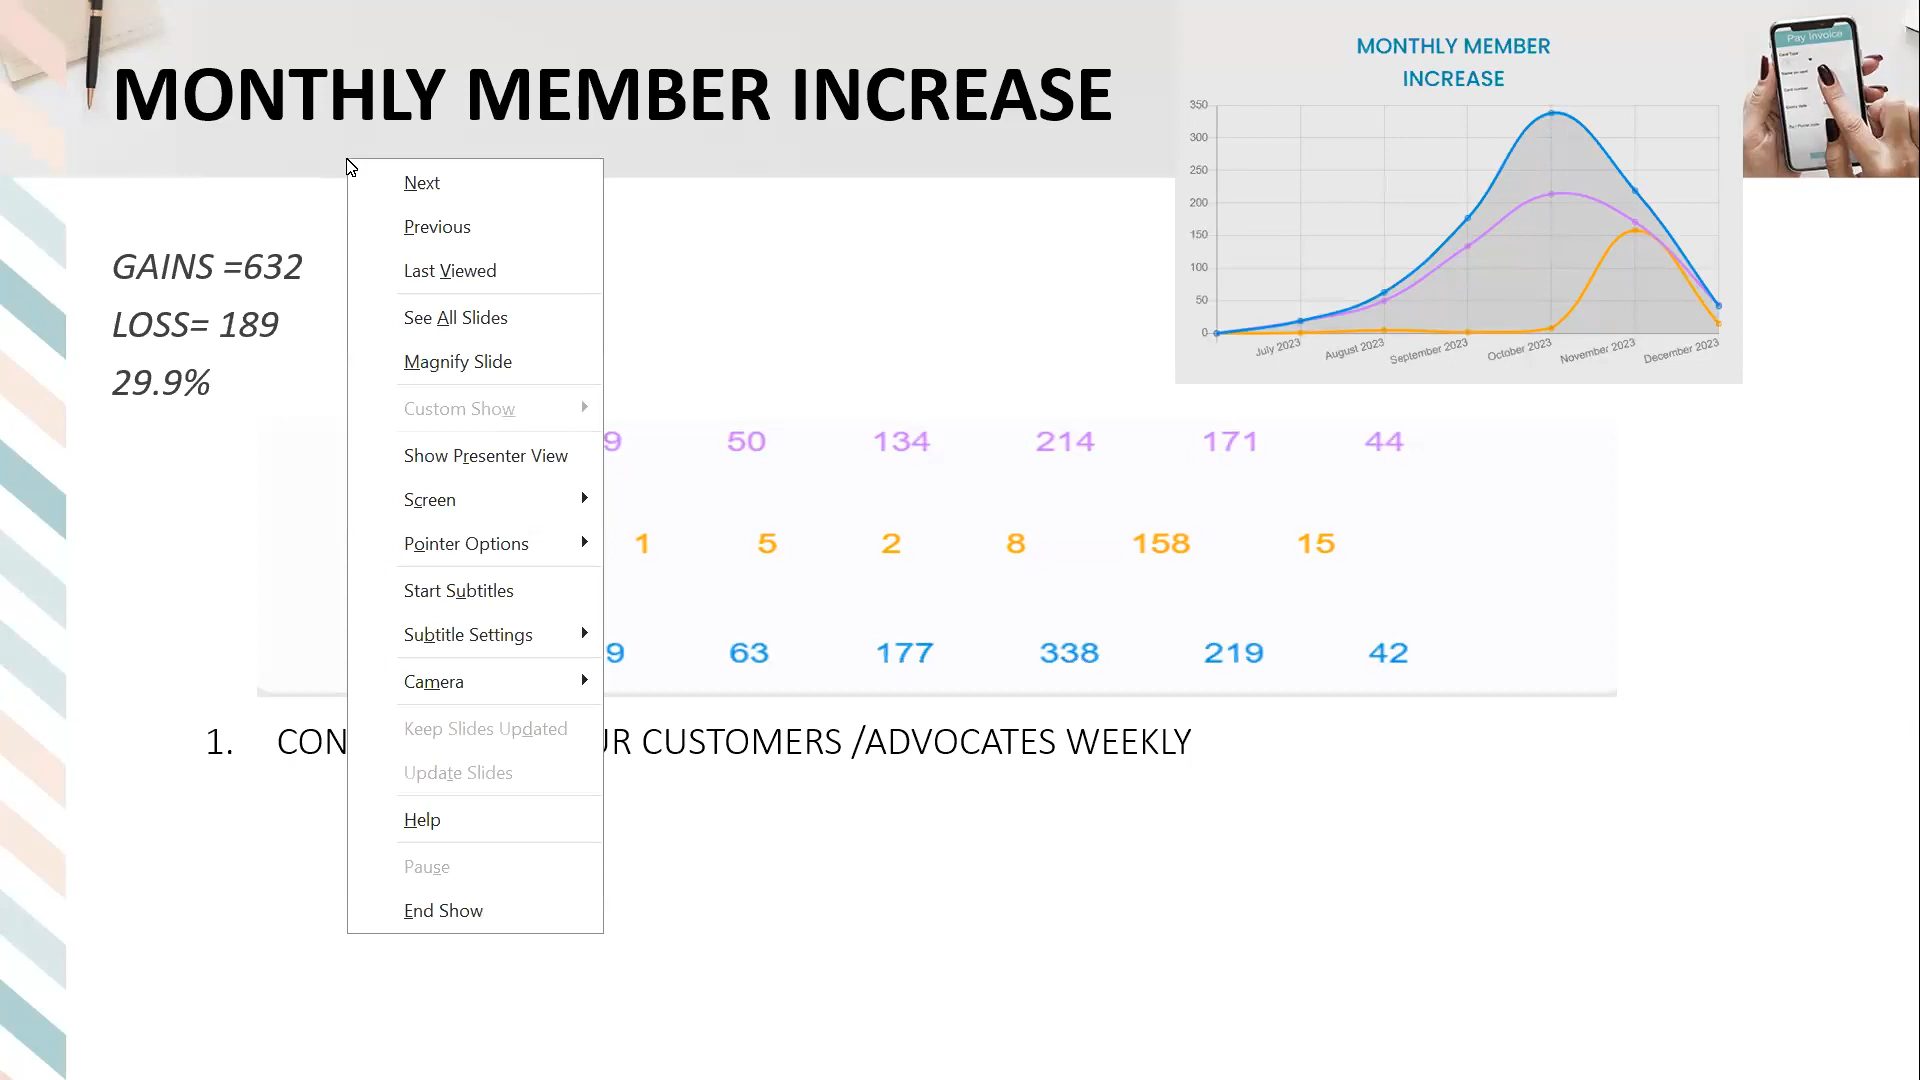 MONTHLY MEMBER INCREASE
MONTHLY MEMBER
INCREASE
350
300
250
200
150
100
50
0
July 2023
August 2023
September 2023
October 2023
November 2023
December 2023
Pay Invoice
GAINS =632
LOSS= 189
29.9%
Next
Previous
Last Viewed
See All Slides
Magnify Slide
Custom Show
Show Presenter View
Screen
Pointer Options
Start Subtitles
Subtitle Settings
Camera
Keep Slides Updated
Update Slides
Help
Pause
End Show
9 50 134 214 171 44
1 5 2 8 158 15
9 63 177 338 219 42
1. CON UR CUSTOMERS /ADVOCATES WEEKLY